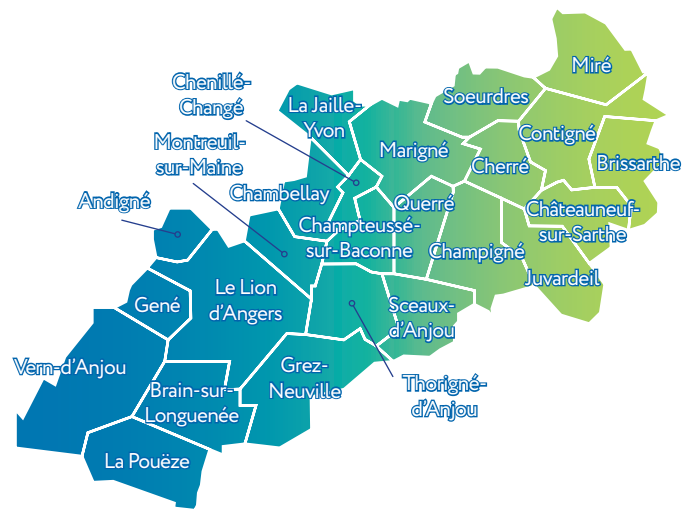 Miré
Chenillé-
Changé
Soeurdres
La Jaille-
Yvon
Contigné
Montreuil-
sur-Maine
Marigné
Cherré
Brissarthe
Andigné
Chambellay
Querré
Châteauneuf-
sur-Sarthe
Champteussé-
sur-Baconne
Champigné
Juvardeil
Gené
Le Lion
d'Angers
Sceaux-
d'Anjou
Vern-d'Anjou
Grez-
Neuville
Brain-sur-
Longuenée
Thorigné-
d'Anjou
La Pouëze